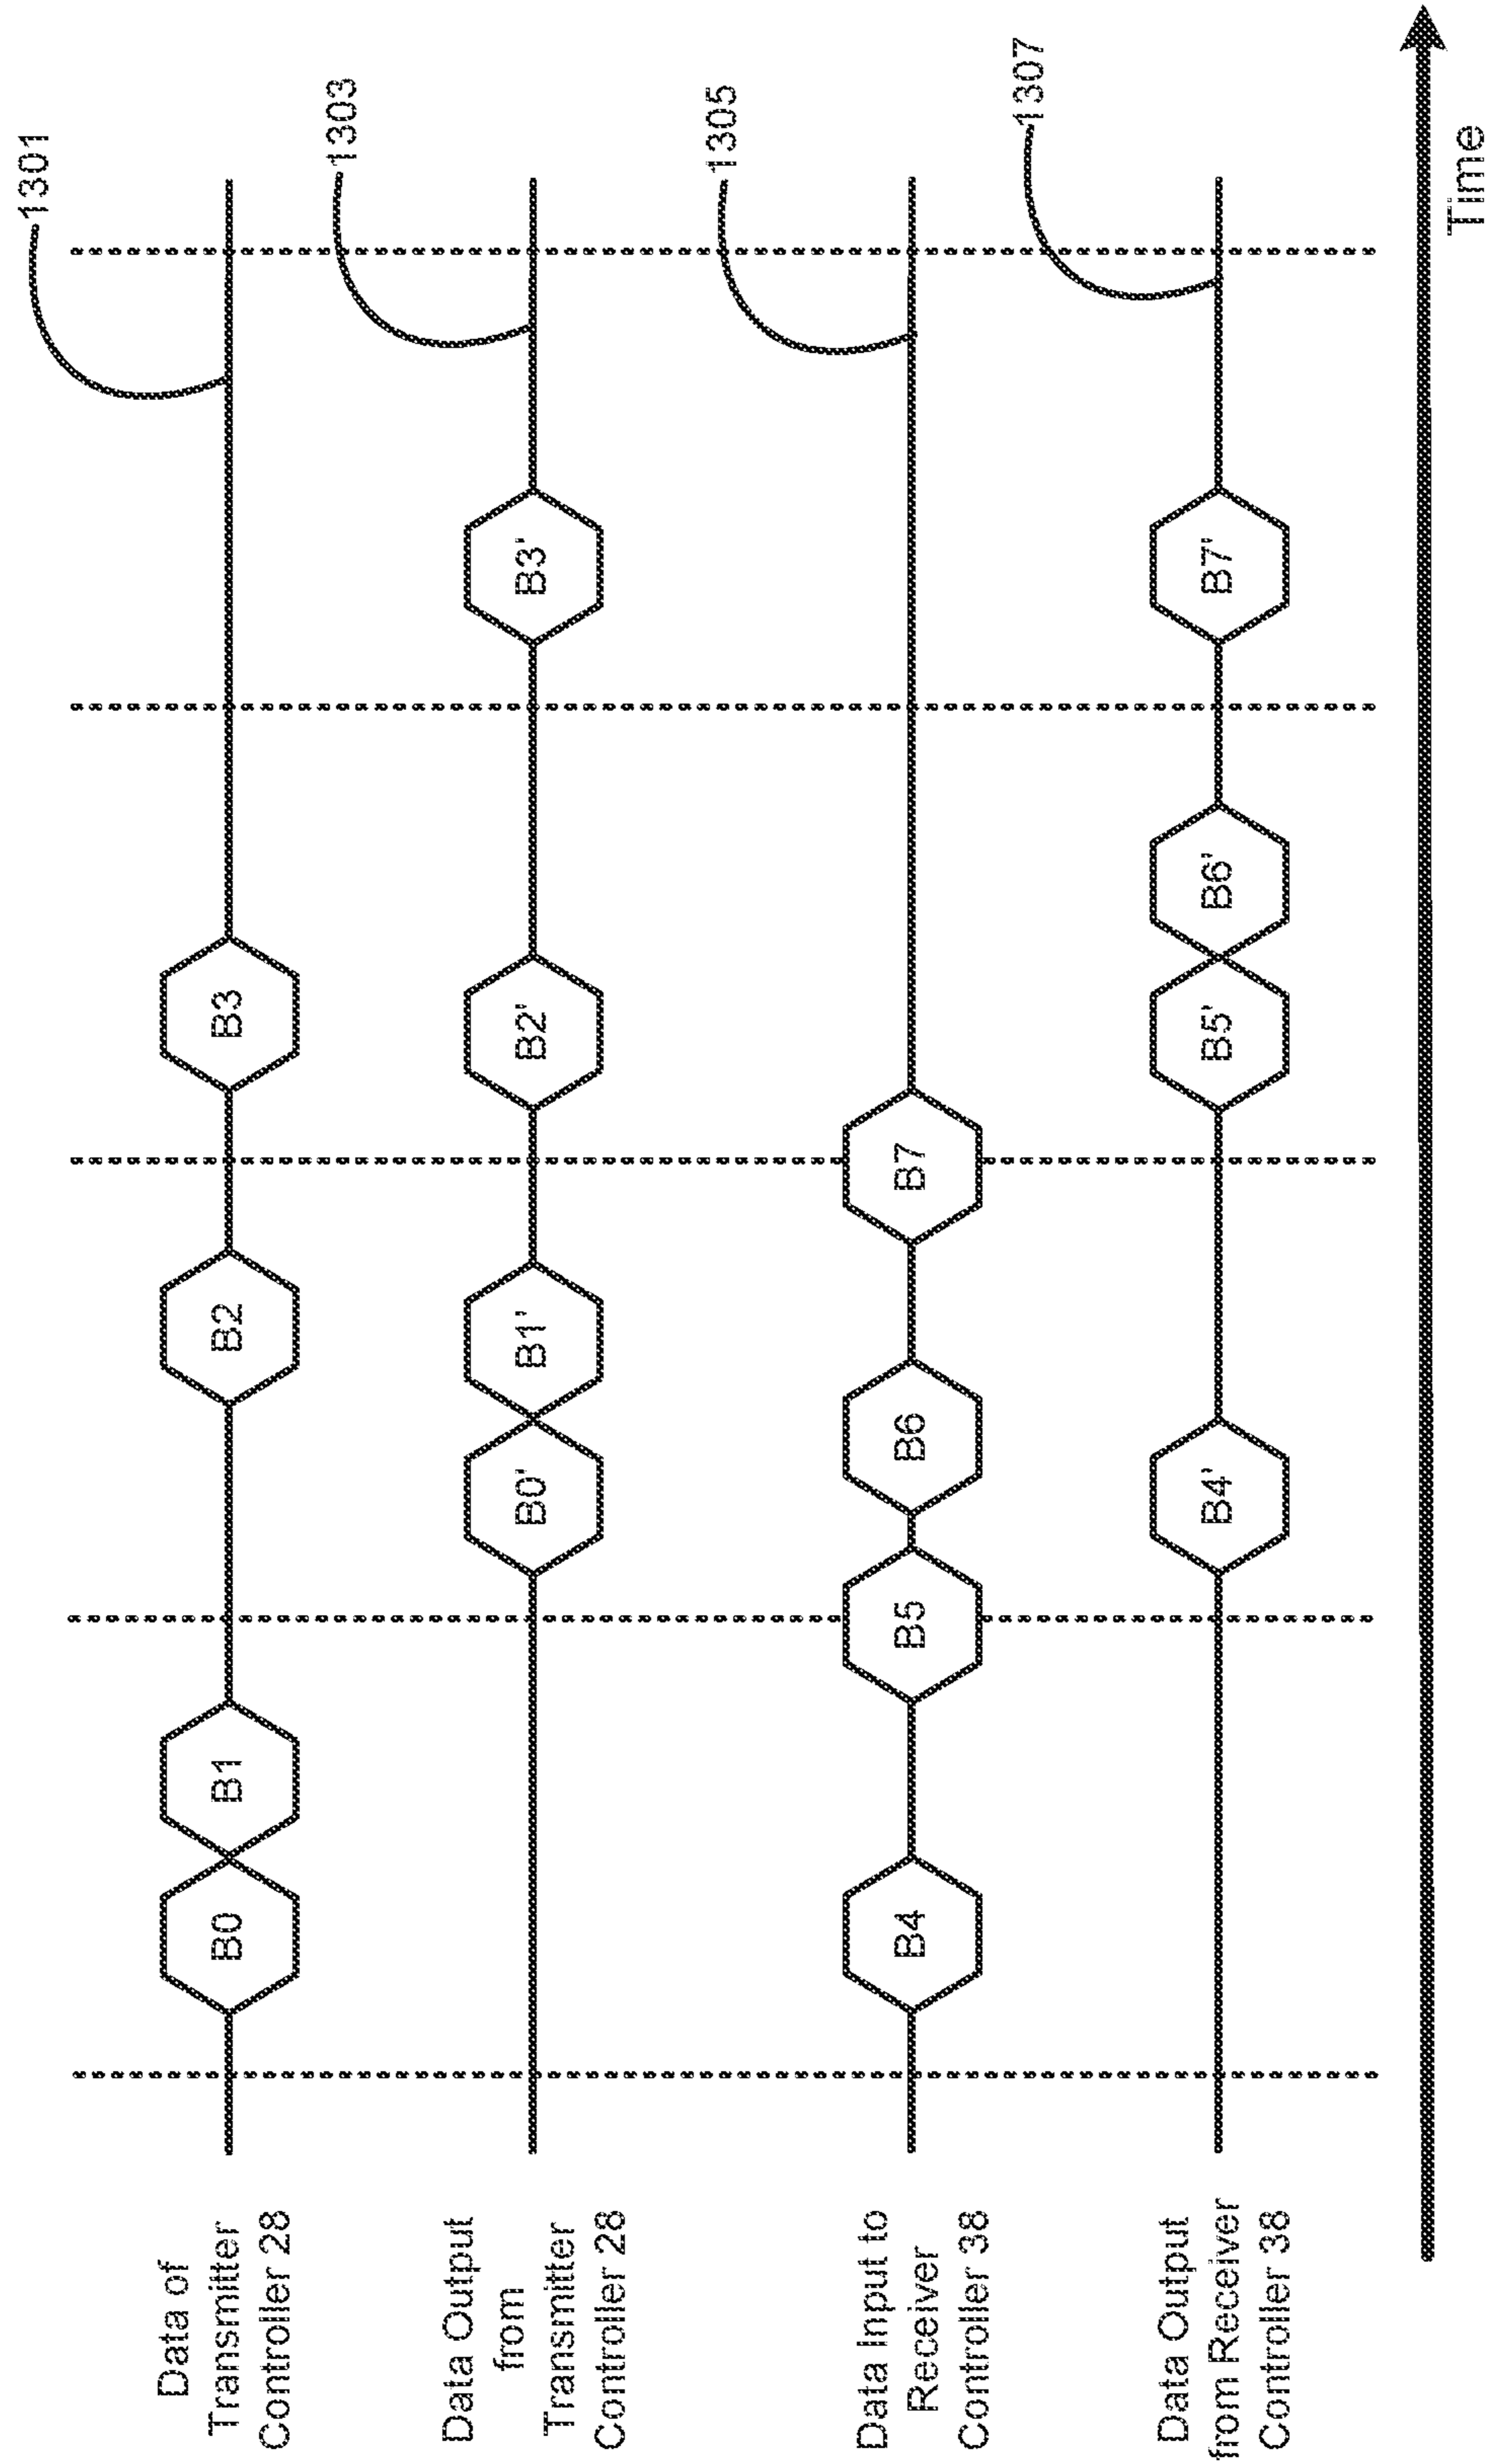 1301
Data of
Transmitter
Controller 28
B0
B1
B2
B3
1303
Data Output
from
Transmitter
Controller 28
B0'
B1'
B2'
B3'
1305
Data Input to
Receiver
Controller 38
B4
B5
B6
B7
1307
Data Output
from Receiver
Controller 38
B4'
B5'
B6'
B7'
Time